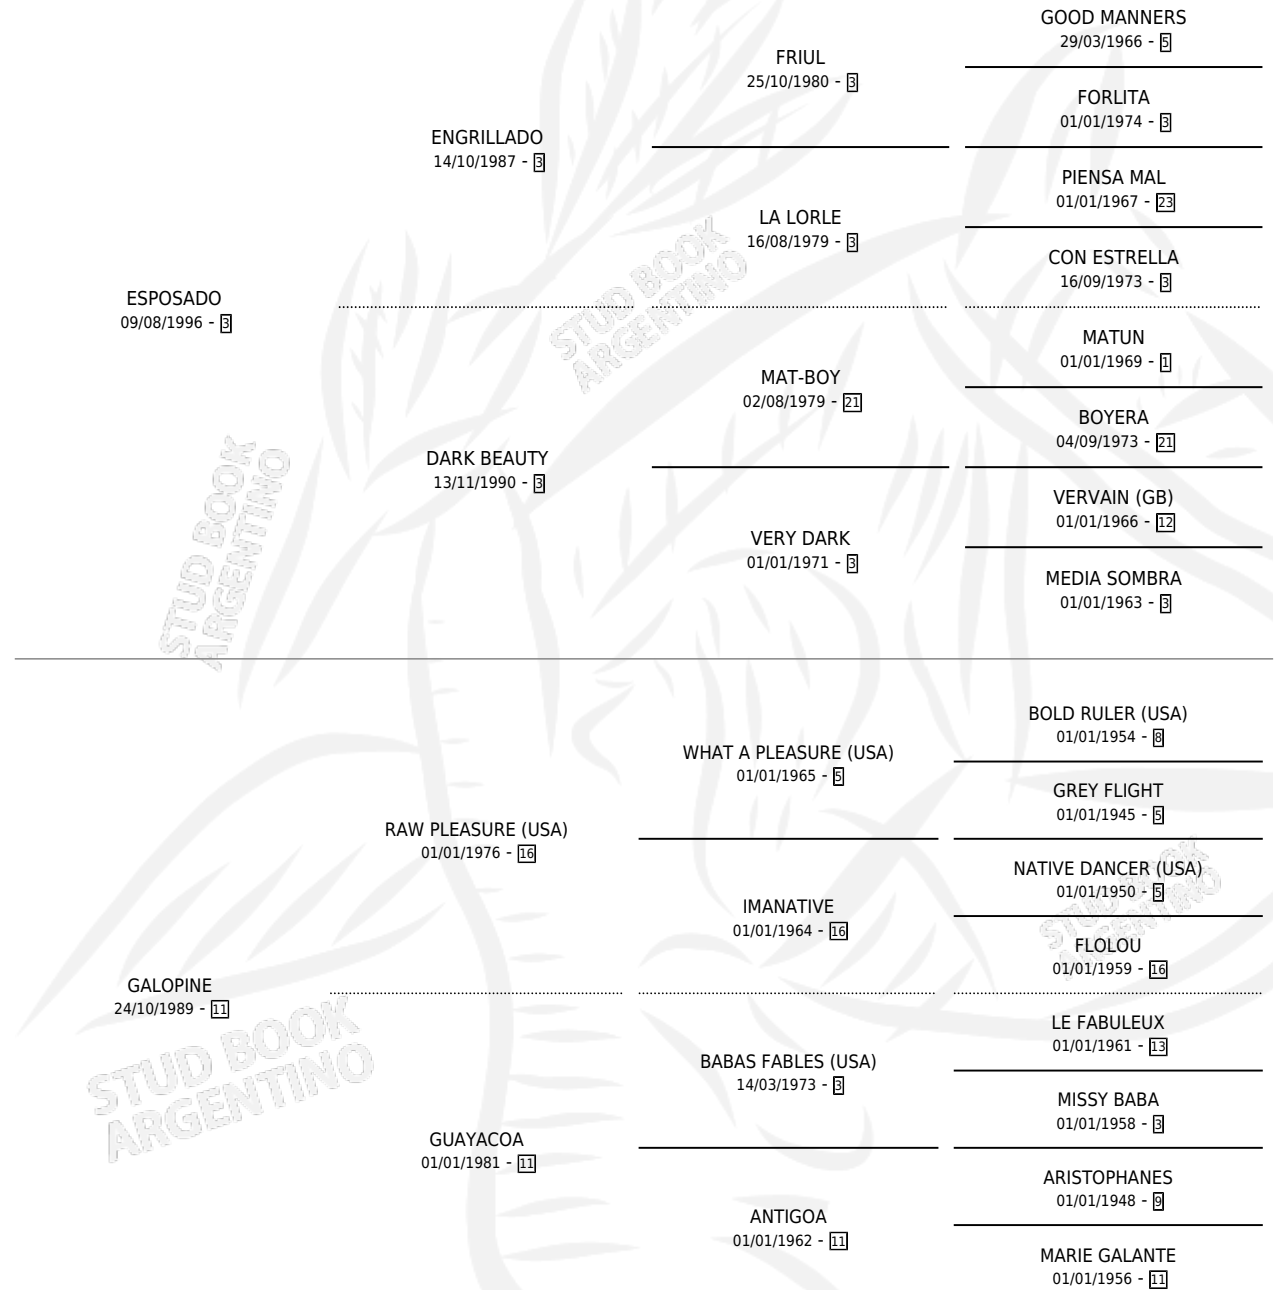 GOOD MANNERS
29/03/1966 - 5
FRIUL
25/10/1980 - 3
FORLITA
01/01/1974 - 3
ENGRILLADO
14/10/1987 - 3
PIENSA MAL
01/01/1967 - 23
LA LORLE
16/08/1979 - 3
CON ESTRELLA
16/09/1973 - 3
ESPOSADO
09/08/1996 - 3
MATUN
01/01/1969 - 1
MAT-BOY
02/08/1979 - 21
BOYERA
04/09/1973 - 21
DARK BEAUTY
13/11/1990 - 3
VERVAIN (GB)
01/01/1966 - 12
VERY DARK
01/01/1971 - 3
MEDIA SOMBRA
01/01/1963 - 3
STUD BOOK
ARGENTINO
STUD BOOK
ARGENTINO
BOLD RULER (USA)
01/01/1954 - 8
WHAT A PLEASURE (USA)
01/01/1965 - 5
GREY FLIGHT
01/01/1945 - 5
RAW PLEASURE (USA)
01/01/1976 - 16
NATIVE DANCER (USA)
01/01/1950 - 5
IMANATIVE
01/01/1964 - 16
FLOLOU
01/01/1959 - 16
STUD BOOK
ARGENTINO
GALOPINE
24/10/1989 - 11
LE FABULEUX
01/01/1961 - 13
BABAS FABLES (USA)
14/03/1973 - 3
MISSY BABA
01/01/1958 - 3
GUAYACOA
01/01/1981 - 11
ARISTOPHANES
01/01/1948 - 9
ANTIGOA
01/01/1962 - 11
MARIE GALANTE
01/01/1956 - 11
STUD BOOK
ARGENTINO